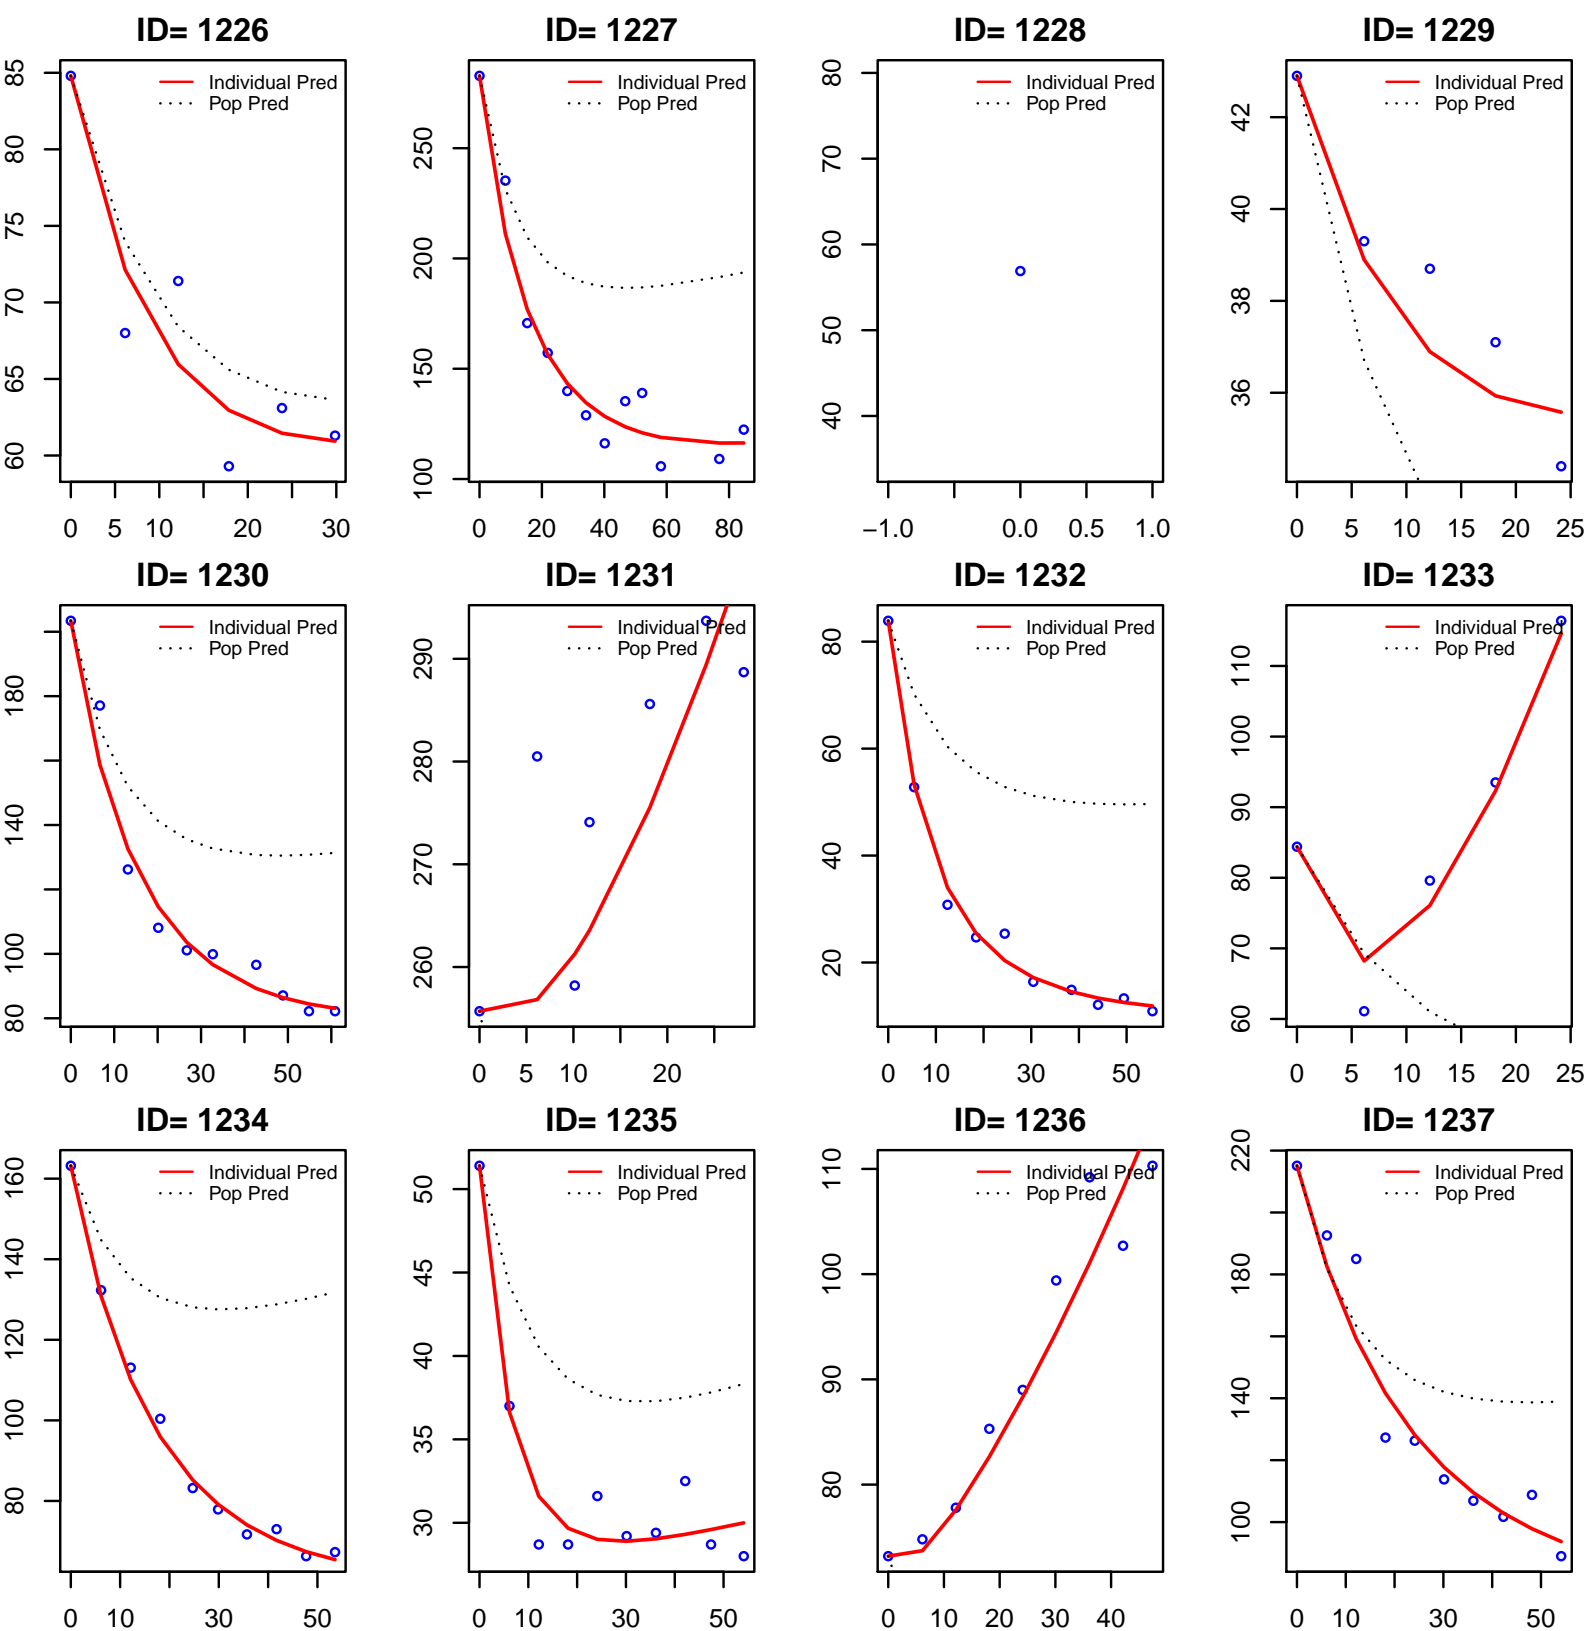 ID= 1226
ID= 1227
ID= 1228
ID= 1229
Individual Pred
Pop Pred
85
80
75
70
65
60
0 5 10 20 30
Individual Pred
Pop Pred
250
200
150
100
0 20 40 60 80
Individual Pred
Pop Pred
80
70
60
50
40
−1.0 0.0 0.5 1.0
Individual Pred
Pop Pred
42
40
38
36
0 5 10 15 20 25
ID= 1230
ID= 1231
ID= 1232
ID= 1233
Individual Pred
Pop Pred
180
140
100
80
0 10 30 50
Individual Pred
Pop Pred
290
280
270
260
0 5 10 20
Individual Pred
Pop Pred
80
60
40
20
0 10 30 50
Individual Pred
Pop Pred
110
100
90
80
70
60
0 5 10 15 20 25
ID= 1234
ID= 1235
ID= 1236
ID= 1237
Individual Pred
Pop Pred
160
140
120
100
80
0 10 30 50
Individual Pred
Pop Pred
50
45
40
35
30
0 10 30 50
Individual Pred
Pop Pred
110
100
90
80
0 10 20 30 40
Individual Pred
Pop Pred
220
180
140
100
0 10 30 50